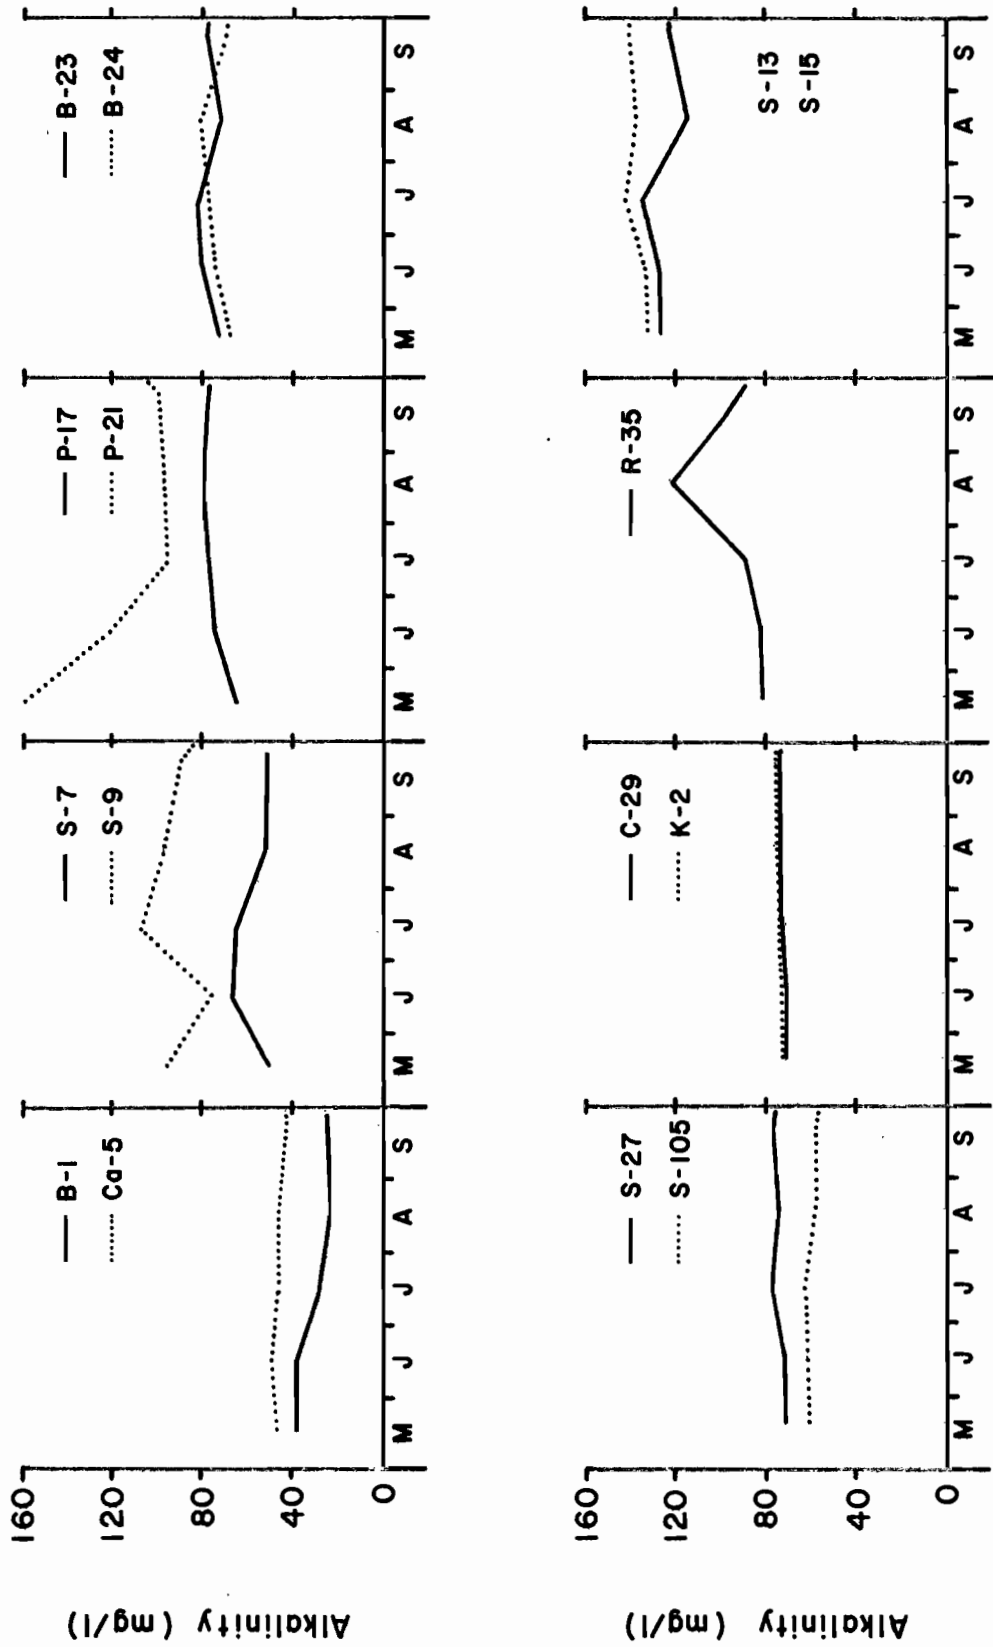 Alkalinity (mg/l)
160
120
80
40
0
B-1
Ca-5
M J J A S
S-7
S-9
M J J A S
P-17
P-21
M J J A S
B-23
B-24
M J J A S
Alkalinity (mg/l)
160
120
80
40
0
S-27
S-105
M J J A S
C-29
K-2
M J J A S
R-35
M J J A S
S-13
S-15
M J J A S